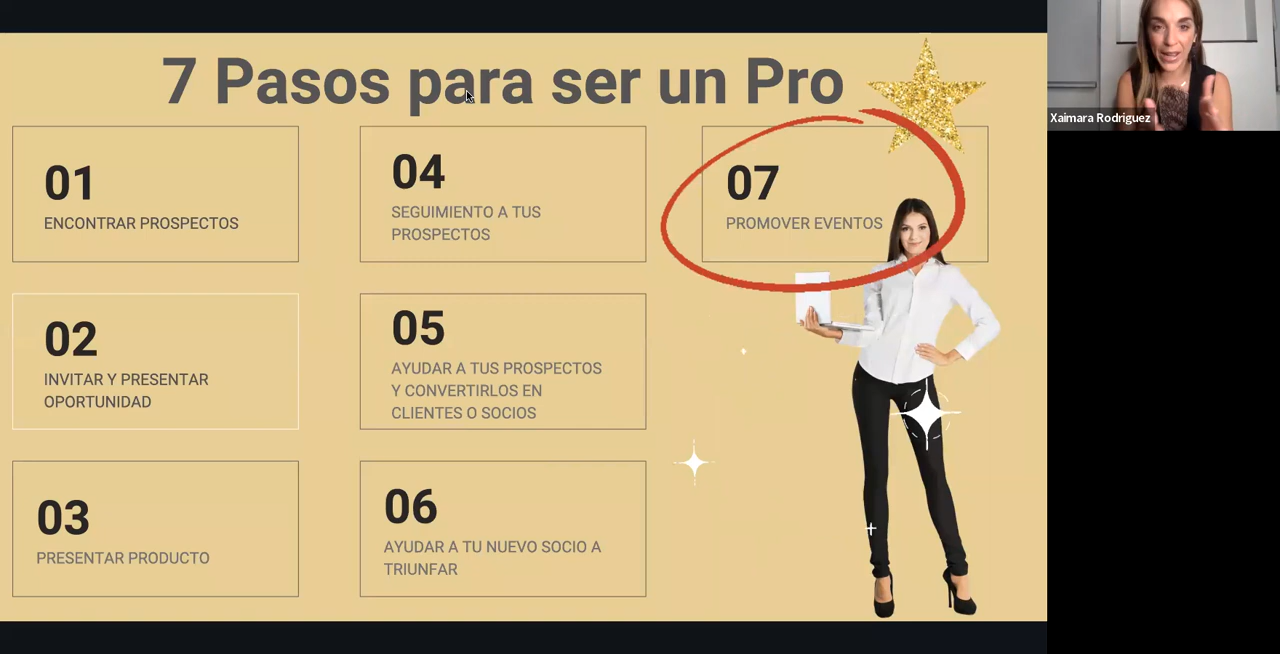 7 Pasos para ser un Pro
01
ENCONTRAR PROSPECTOS
02
INVITAR Y PRESENTAR
OPORTUNIDAD
03
PRESENTAR PRODUCTO
04
SEGUIMIENTO A TUS
PROSPECTOS
05
AYUDAR A TUS PROSPECTOS
Y CONVERTIRLOS EN
CLIENTES O SOCIOS
06
AYUDAR A TU NUEVO SOCIO A
TRIUNFAR
07
PROMOVER EVENTOS
Xaimara Rodriguez